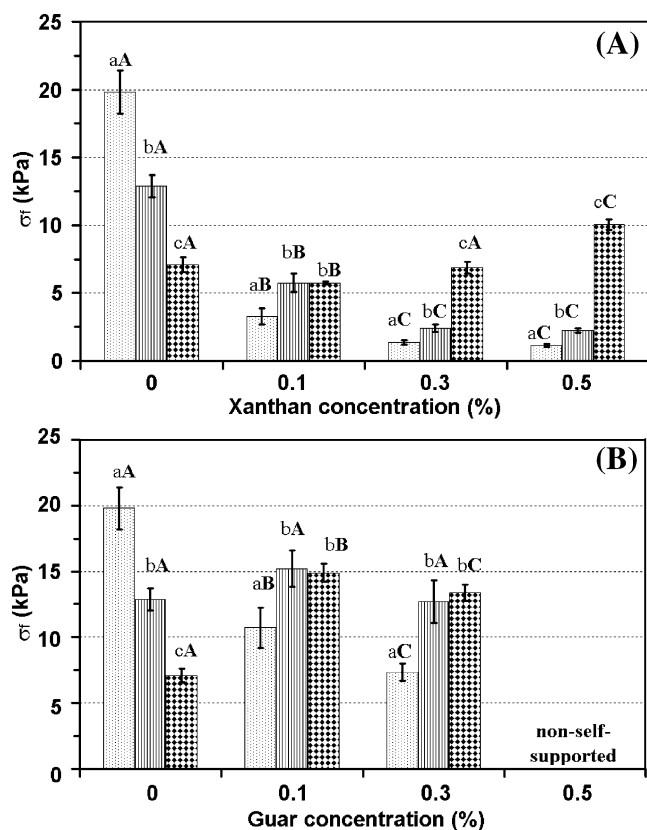 (A)
25
20
15
10
5
0
σf (kPa)
aA
bA
cA
aB
bB
bB
aC
bC
cA
aC
bC
cC
0 0.1 0.3 0.5
Xanthan concentration (%)
(B)
25
20
15
10
5
0
σf (kPa)
aA
bA
cA
aB
bA
bB
aC
bA
bC
non-self-
supported
0 0.1 0.3 0.5
Guar concentration (%)